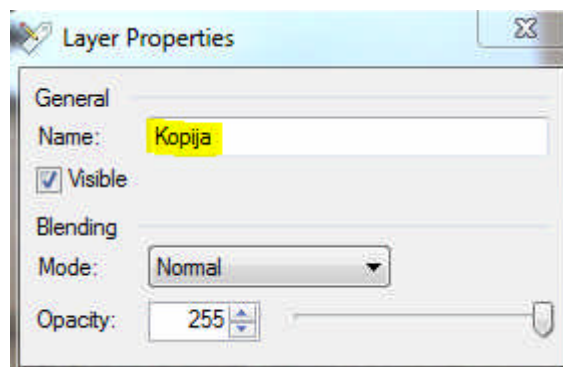 Layer Properties
General
Name: Kopija
Visible
Blending
Mode: Normal
Opacity: 255